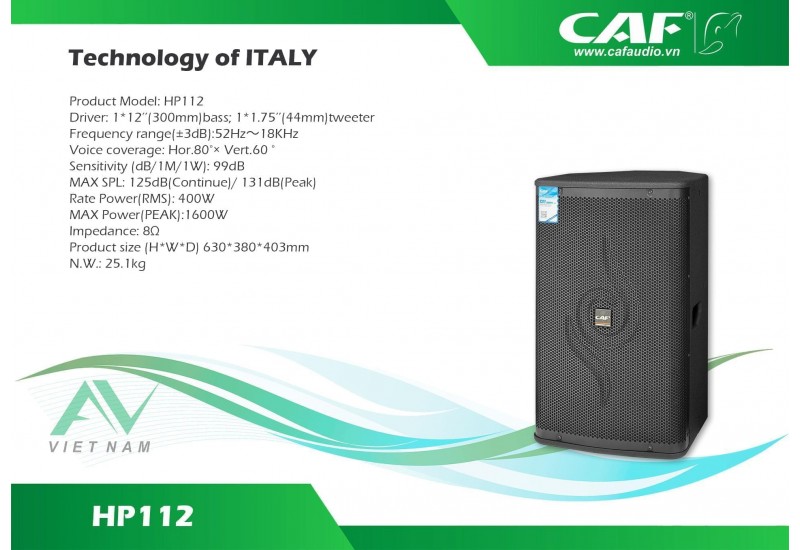 CAF®
www.cafaudio.vn
Technology of ITALY
Product Model: HP112
Driver: 1*12''(300mm)bass; 1*1.75''(44mm)tweeter
Frequency range(±3dB):52Hz～18KHz
Voice coverage: Hor.80°× Vert.60 °
Sensitivity (dB/1M/1W): 99dB
MAX SPL: 125dB(Continue)/ 131dB(Peak)
Rate Power(RMS): 400W
MAX Power(PEAK):1600W
Impedance: 8Ω
Product size (H*W*D) 630*380*403mm
N.W.: 25.1kg
CAF
AV
VIETNAM
HP112